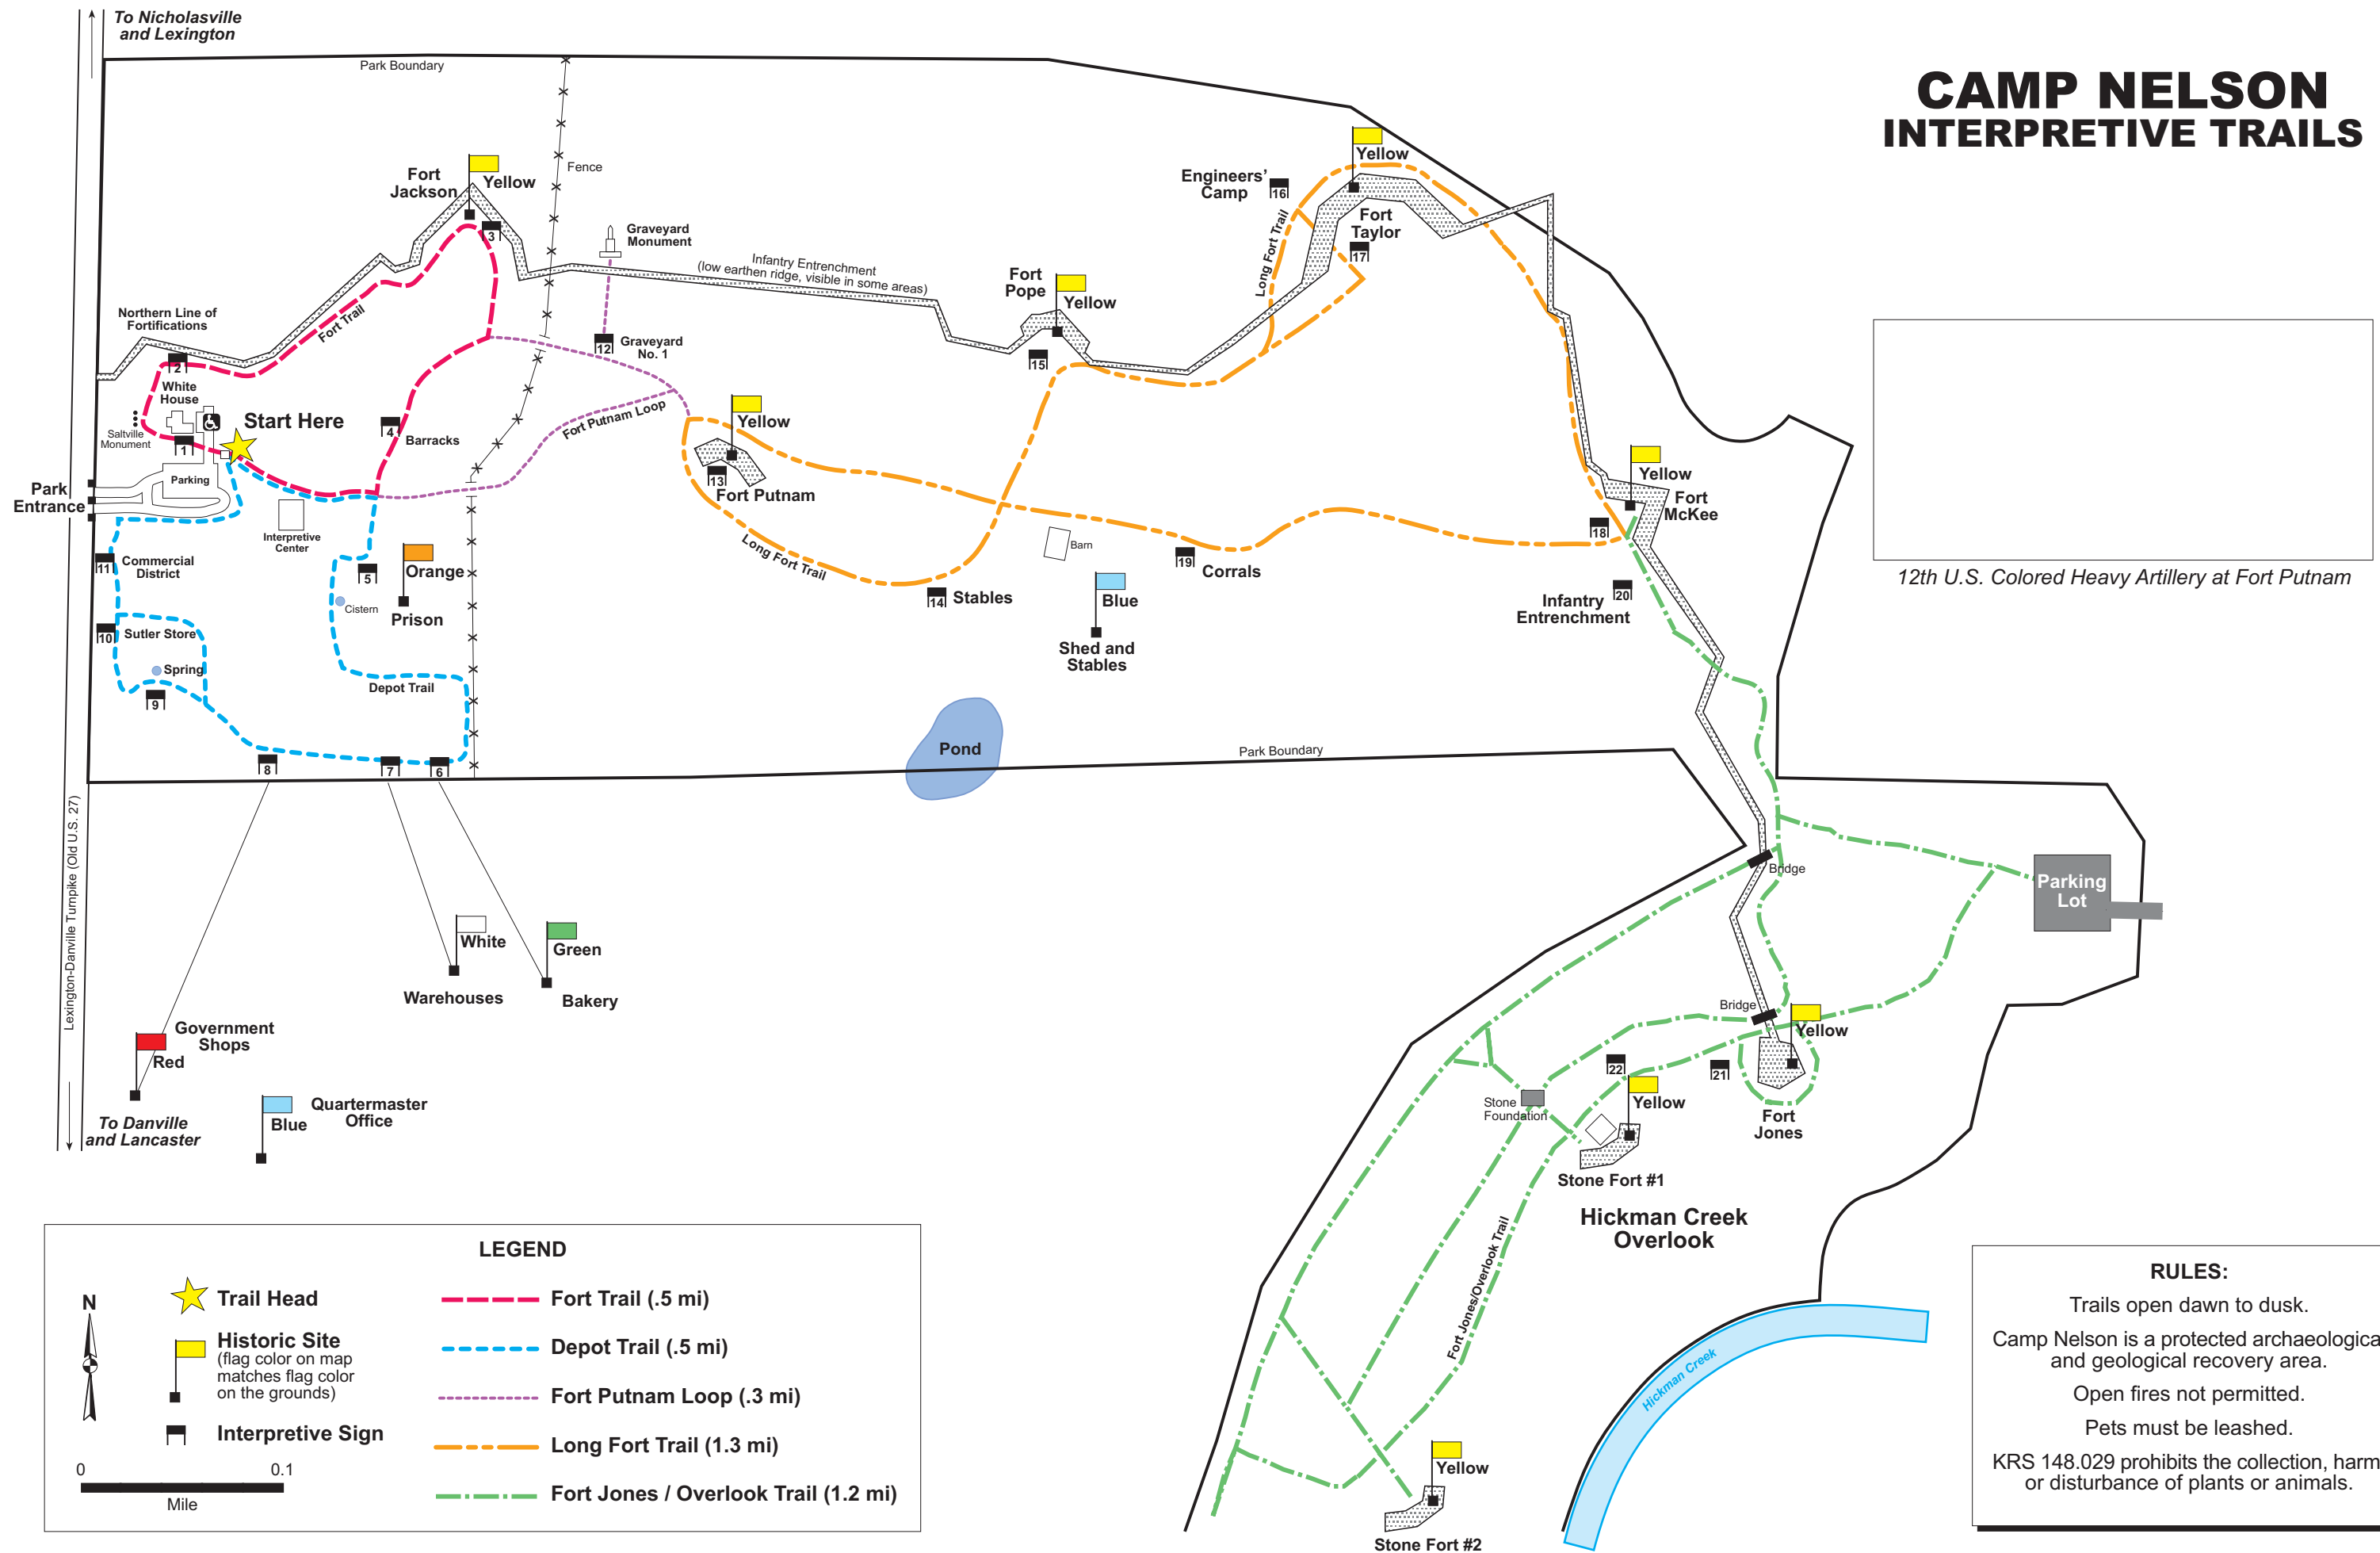 To Nicholasville
and Lexington
Park Boundary
CAMP NELSON
INTERPRETIVE TRAILS
Fence
Fort
Jackson
Yellow
3
Graveyard
Monument
Infantry Entrenchment
(low earthen ridge, visible in some areas)
Engineers’
Camp
16
Yellow
Fort
Taylor
17
Long Fort Trail
Fort
Pope
Yellow
15
Northern Line of
Fortifications
Fort Trail
2
White
House
Saltville
Monument
1
Start Here
Parking
Park
Entrance
4
Barracks
12
Graveyard
No. 1
Fort Putnam Loop
Yellow
13
Fort Putnam
Long Fort Trail
Interpretive
Center
11
Commercial
District
5
Orange
Prison
Cistern
10
Sutler Store
Spring
9
Depot Trail
8
7
6
14
Stables
Barn
19
Corrals
Blue
Shed and
Stables
18
Yellow
Fort
McKee
20
Infantry
Entrenchment
12th U.S. Colored Heavy Artillery at Fort Putnam
Pond
Park Boundary
Lexington-Danville Turnpike (Old U.S. 27)
White
Warehouses
Green
Bakery
Government
Shops
Red
Blue
Quartermaster
Office
To Danville
and Lancaster
Bridge
Parking
Lot
Bridge
Yellow
21
Fort
Jones
22
Yellow
Stone
Foundation
Stone Fort #1
Hickman Creek
Overlook
Fort Jones/Overlook Trail
Hickman Creek
Yellow
Stone Fort #2
LEGEND
N
Trail Head
Historic Site
(flag color on map
matches flag color
on the grounds)
Interpretive Sign
0 0.1
Mile
Fort Trail (.5 mi)
Depot Trail (.5 mi)
Fort Putnam Loop (.3 mi)
Long Fort Trail (1.3 mi)
Fort Jones / Overlook Trail (1.2 mi)
RULES:
Trails open dawn to dusk.
Camp Nelson is a protected archaeologica
and geological recovery area.
Open fires not permitted.
Pets must be leashed.
KRS 148.029 prohibits the collection, harm
or disturbance of plants or animals.